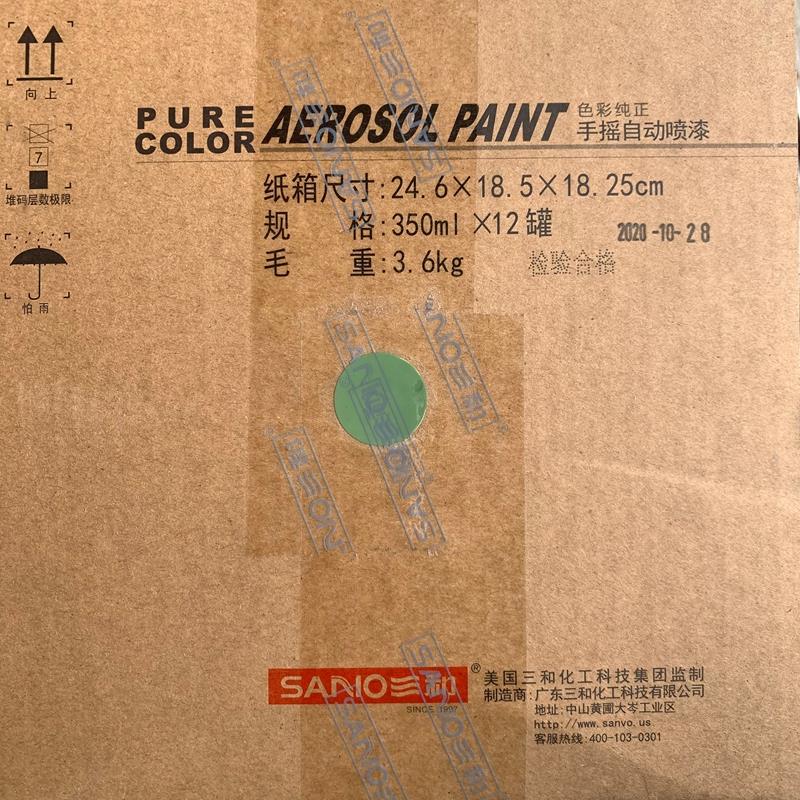 向上
7
堆码层数极限
怕雨
PURE COLOR
AEROSOL PAINT
色彩纯正
手摇自动喷漆
纸箱尺寸:24.6×18.5×18.25cm
规 格:350ml ×12罐
毛 重:3.6kg
2020-10-28
检验合格
SANO三和®
SINCE 1997
美国三和化工科技集团监制
制造商:广东三和化工科技有限公司
地址:中山黄圃大岑工业区
http://www.sanvo.us
客服热线:400-103-0301